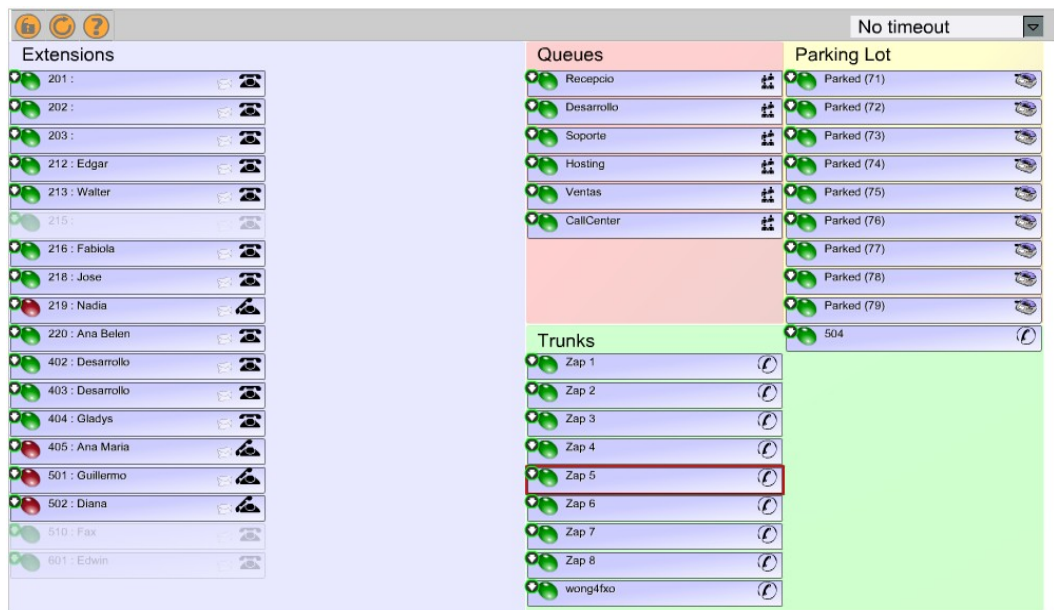 No timeout
Extensions
201 :
202 :
203 :
212 : Edgar
213 : Walter
215 :
216 : Fabiola
218 : Jose
219 : Nadia
220 : Ana Belen
402 : Desarrollo
403 : Desarrollo
404 : Gladys
405 : Ana Maria
501 : Guillermo
502 : Diana
510 : Fax
601 : Edwin
Queues
Recepcio
Desarrollo
Soporte
Hosting
Ventas
CallCenter
Trunks
Zap 1
Zap 2
Zap 3
Zap 4
Zap 5
Zap 6
Zap 7
Zap 8
wong4fxo
Parking Lot
Parked (71)
Parked (72)
Parked (73)
Parked (74)
Parked (75)
Parked (76)
Parked (77)
Parked (78)
Parked (79)
504